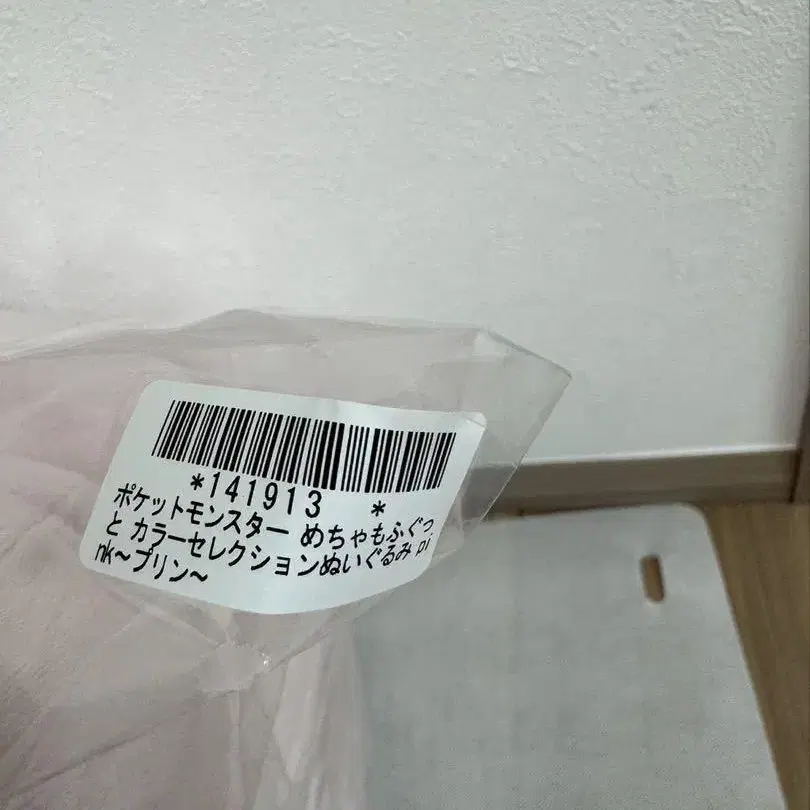 *141913 *
ポケットモンスター めちゃもふぐっ
と カラーセレクションぬいぐるみ pi
nk～プリン～